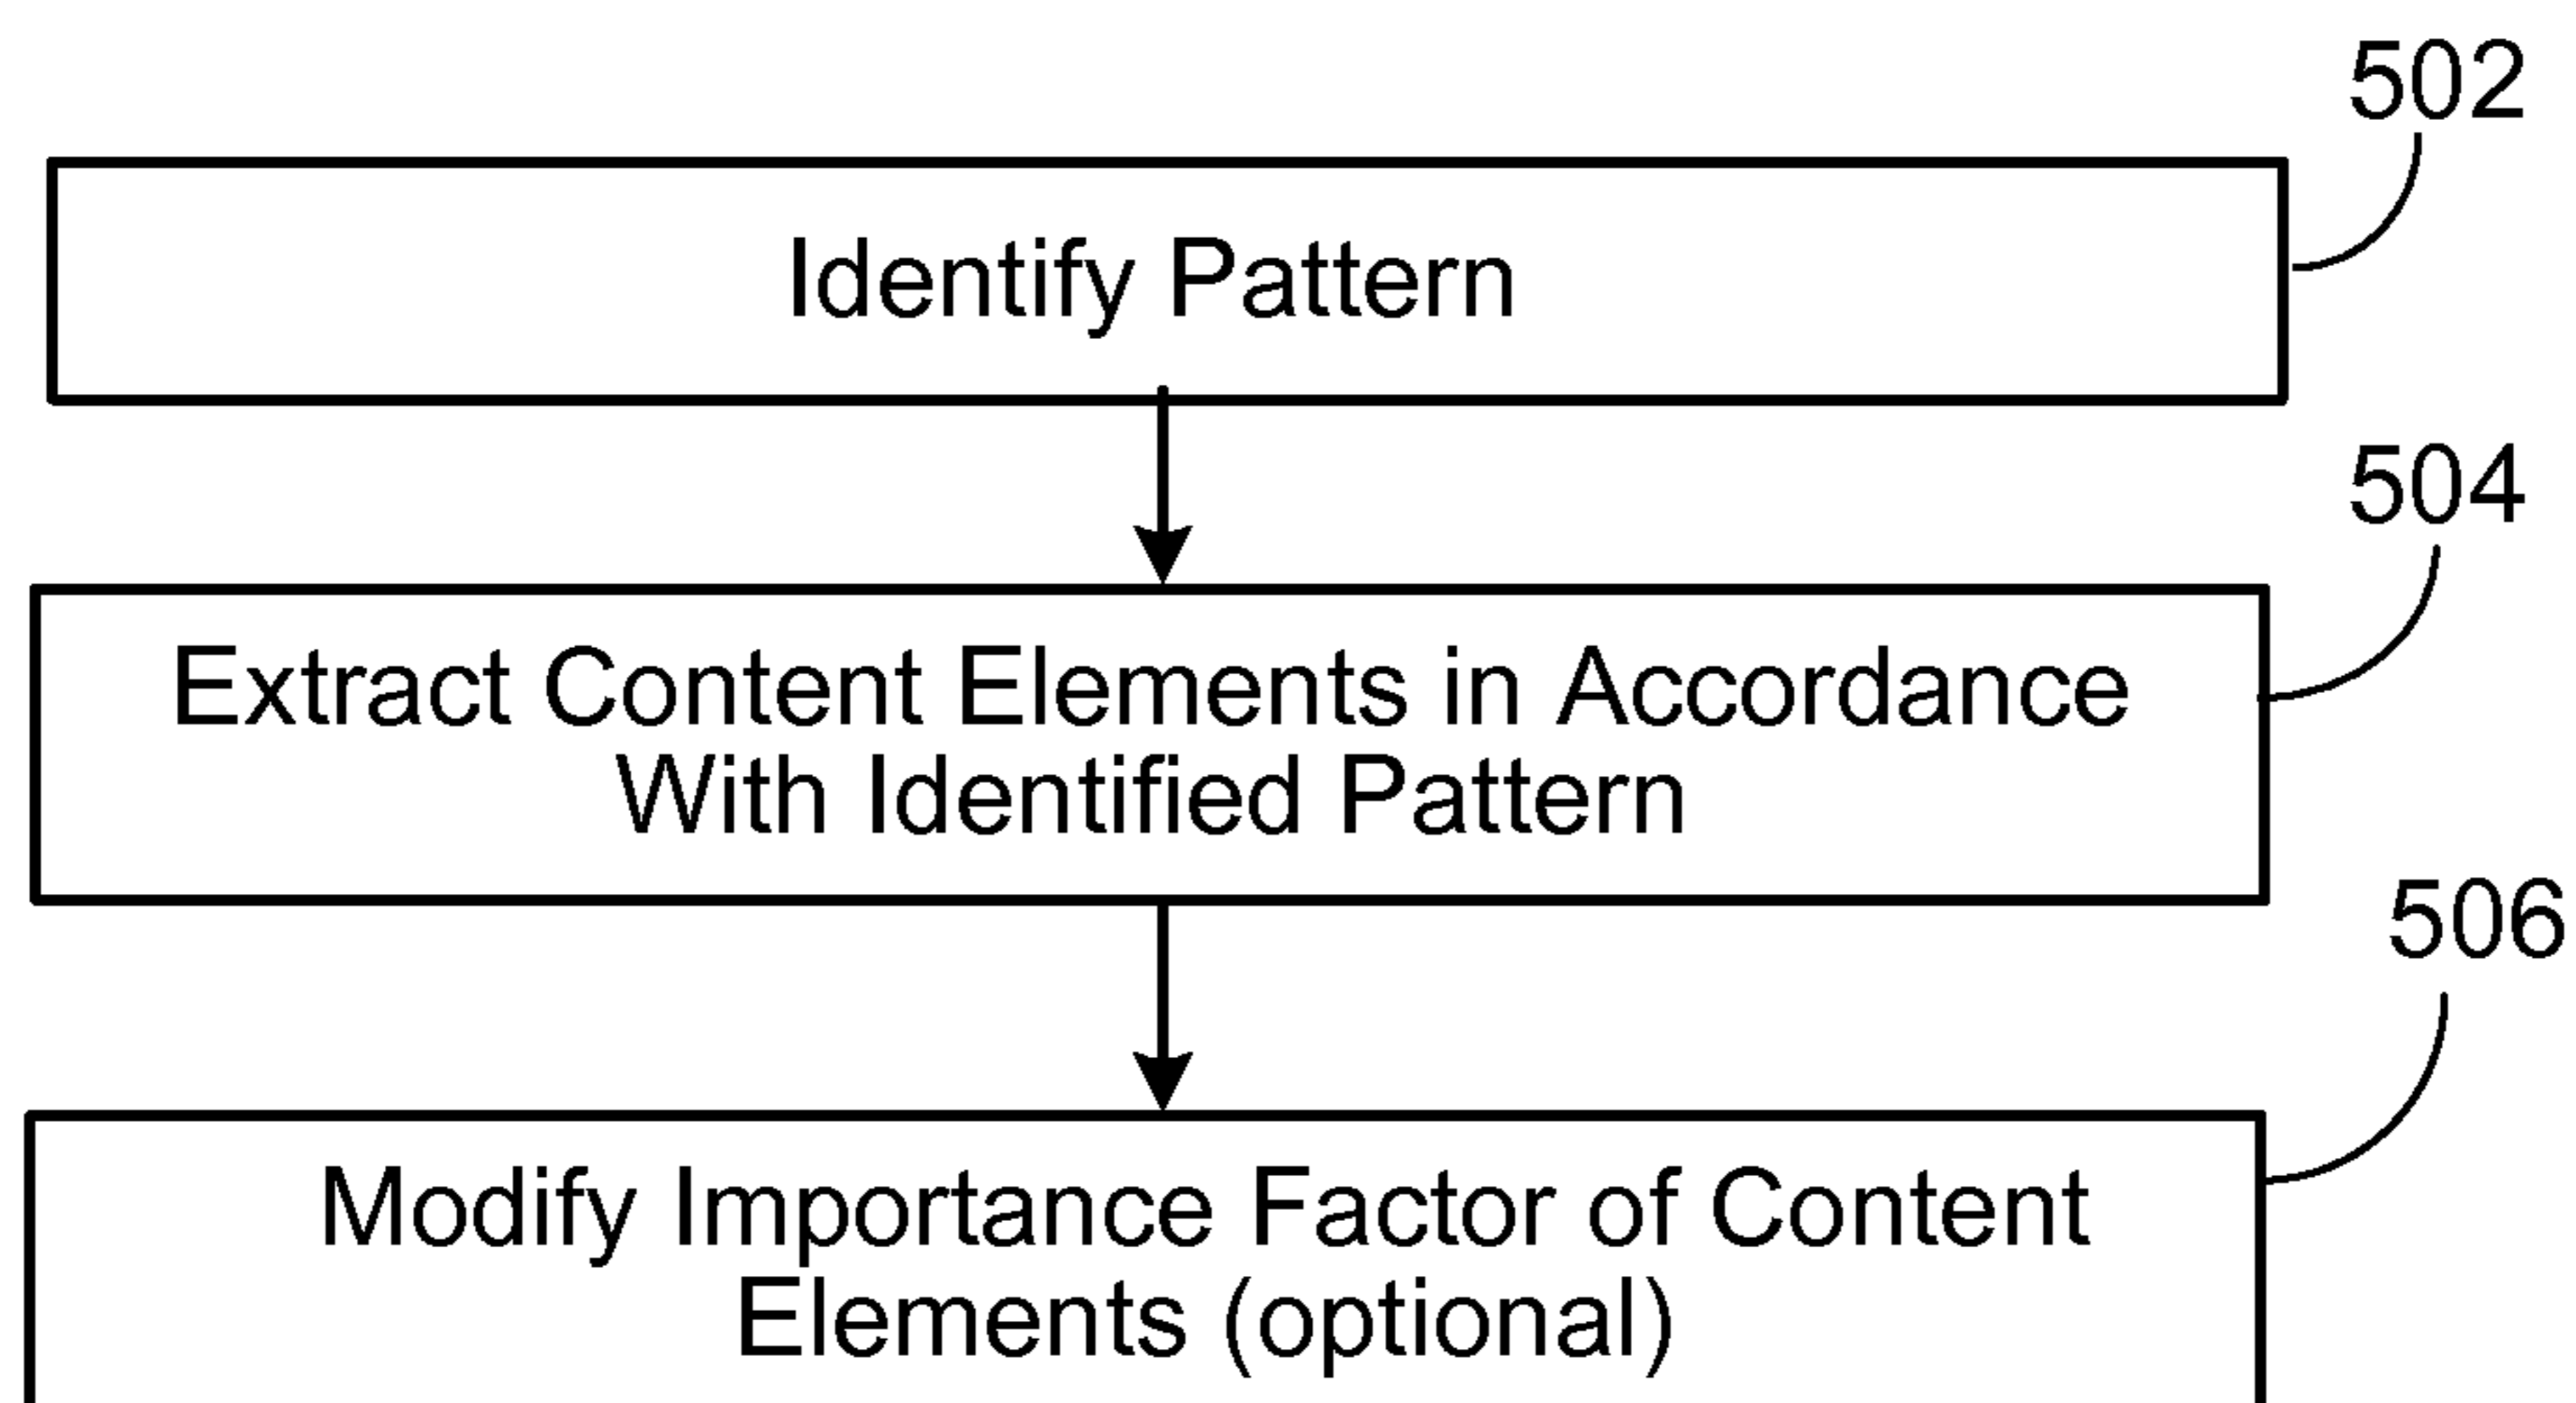 502
Identify Pattern
504
Extract Content Elements in Accordance
With Identified Pattern
506
Modify Importance Factor of Content
Elements (optional)